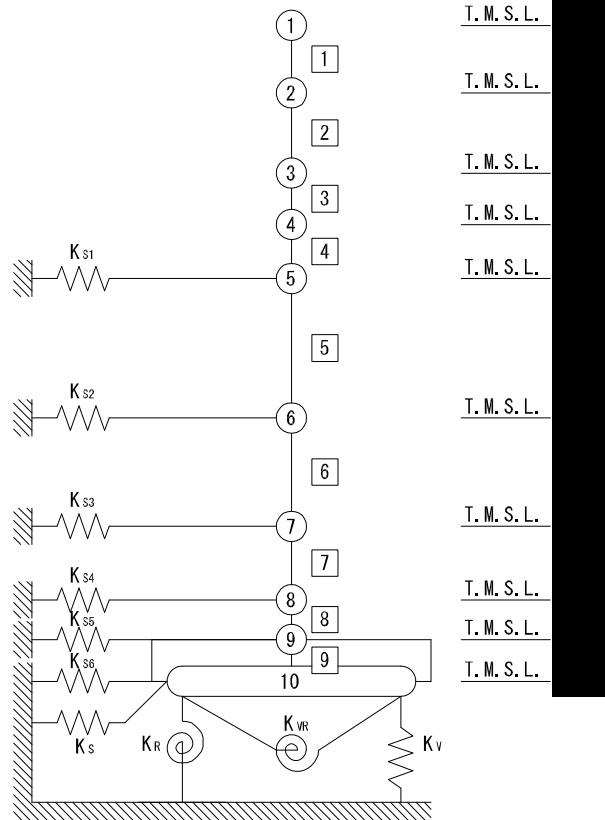 1 T. M. S. L.
1
2 T. M. S. L.
2
3 T. M. S. L.
3
4 T. M. S. L.
4
KS1 5 T. M. S. L.
5
KS2 6 T. M. S. L.
6
KS3 7 T. M. S. L.
7
KS4 8 T. M. S. L.
8
KS5 9 T. M. S. L.
9
KS6 10 T. M. S. L.
KS KR KVR KV